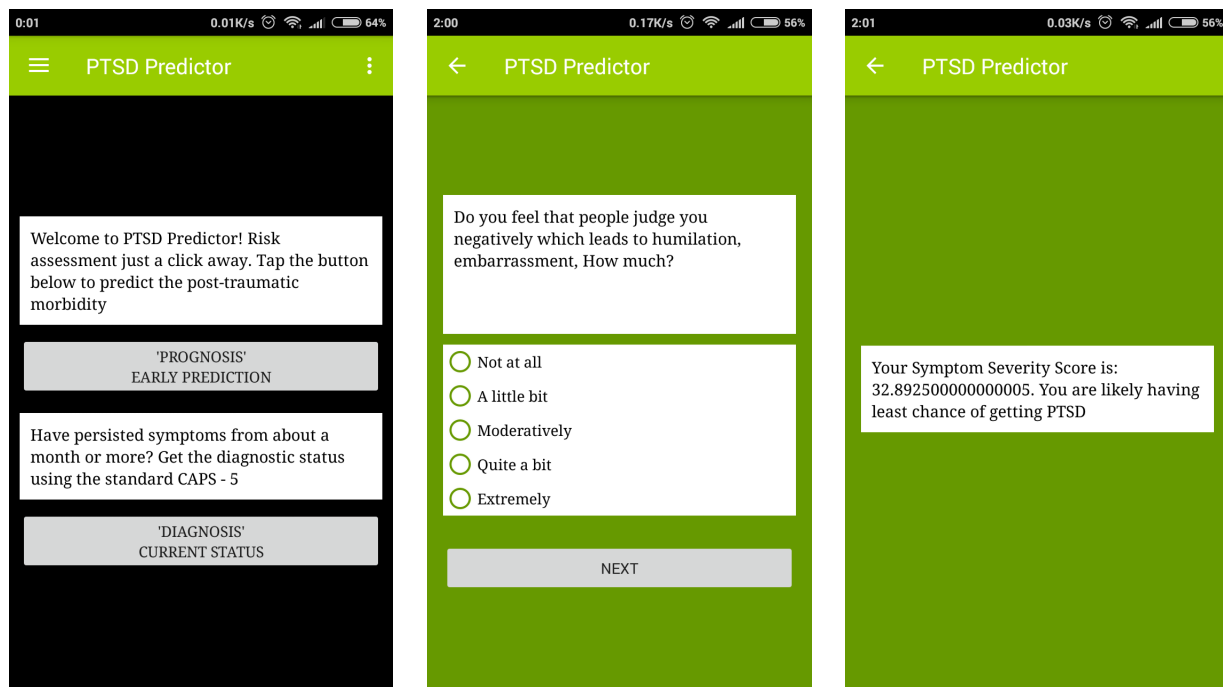 0:01 0.01K/s 64%
PTSD Predictor
Welcome to PTSD Predictor! Risk
assessment just a click away. Tap the button
below to predict the post-traumatic
morbidity
'PROGNOSIS'
EARLY PREDICTION
Have persisted symptoms from about a
month or more? Get the diagnostic status
using the standard CAPS - 5
'DIAGNOSIS'
CURRENT STATUS
2:00 0.17K/s 56%
PTSD Predictor
Do you feel that people judge you
negatively which leads to humilation,
embarrassment, How much?
Not at all
A little bit
Moderatively
Quite a bit
Extremely
NEXT
2:01 0.03K/s 56%
PTSD Predictor
Your Symptom Severity Score is:
32.892500000000005. You are likely having
least chance of getting PTSD